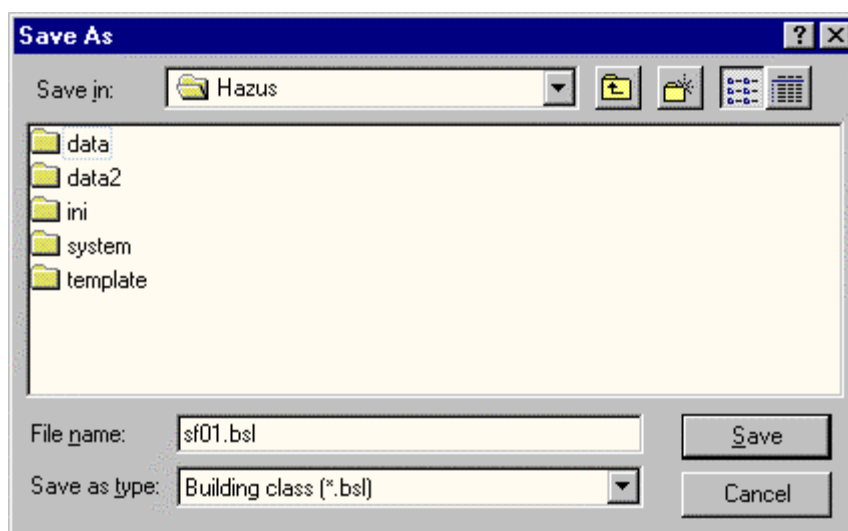 Save As
Save in: Hazus
data
data2
ini
system
template
File name: sf01.bsl Save
Save as type: Building class (*.bsl) Cancel